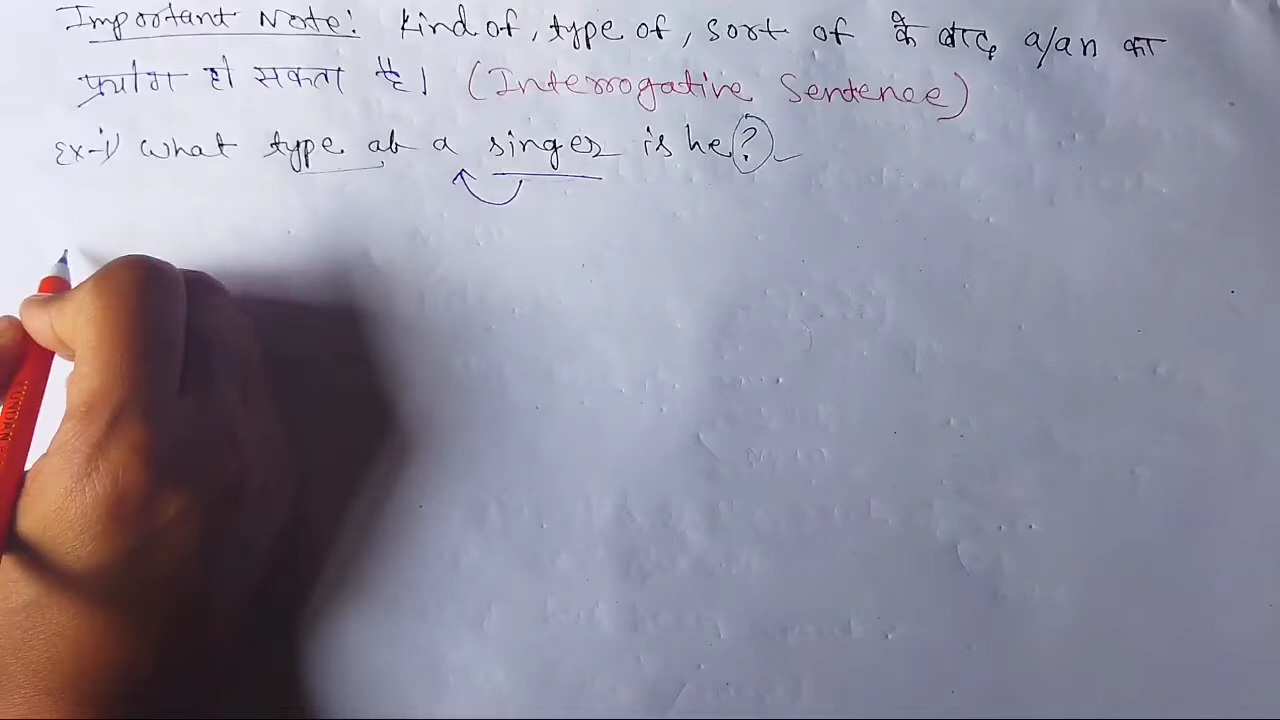 Important Note: Kind of, type of, sort of के बाद a/an का
प्रयोग हो सकता है। (Interrogative Sentence)
Ex-1) what type of a singer is he?